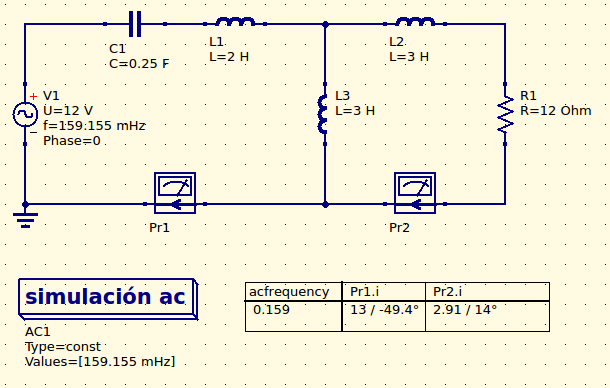 C1
C=0.25 F
L1
L=2 H
L2
L=3 H
+
V1
U=12 V
f=159.155 mHz
Phase=0
−
L3
L=3 H
R1
R=12 Ohm
Pr1
Pr2
simulación ac
AC1
Type=const
Values=[159.155 mHz]
acfrequency Pr1.i Pr2.i
0.159 13 / -49.4° 2.91 / 14°